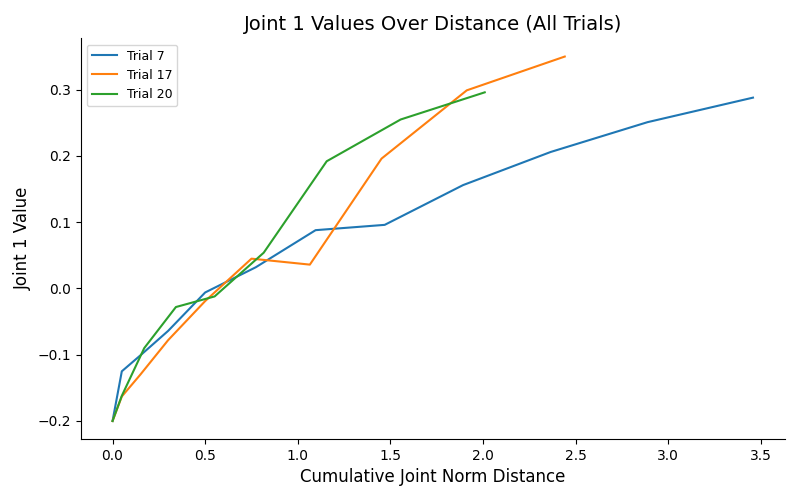 Joint 1 Values Over Distance (All Trials)
Trial 7
Trial 17
Trial 20
Joint 1 Value
0.3
0.2
0.1
0.0
−0.1
−0.2
0.0 0.5 1.0 1.5 2.0 2.5 3.0 3.5
Cumulative Joint Norm Distance